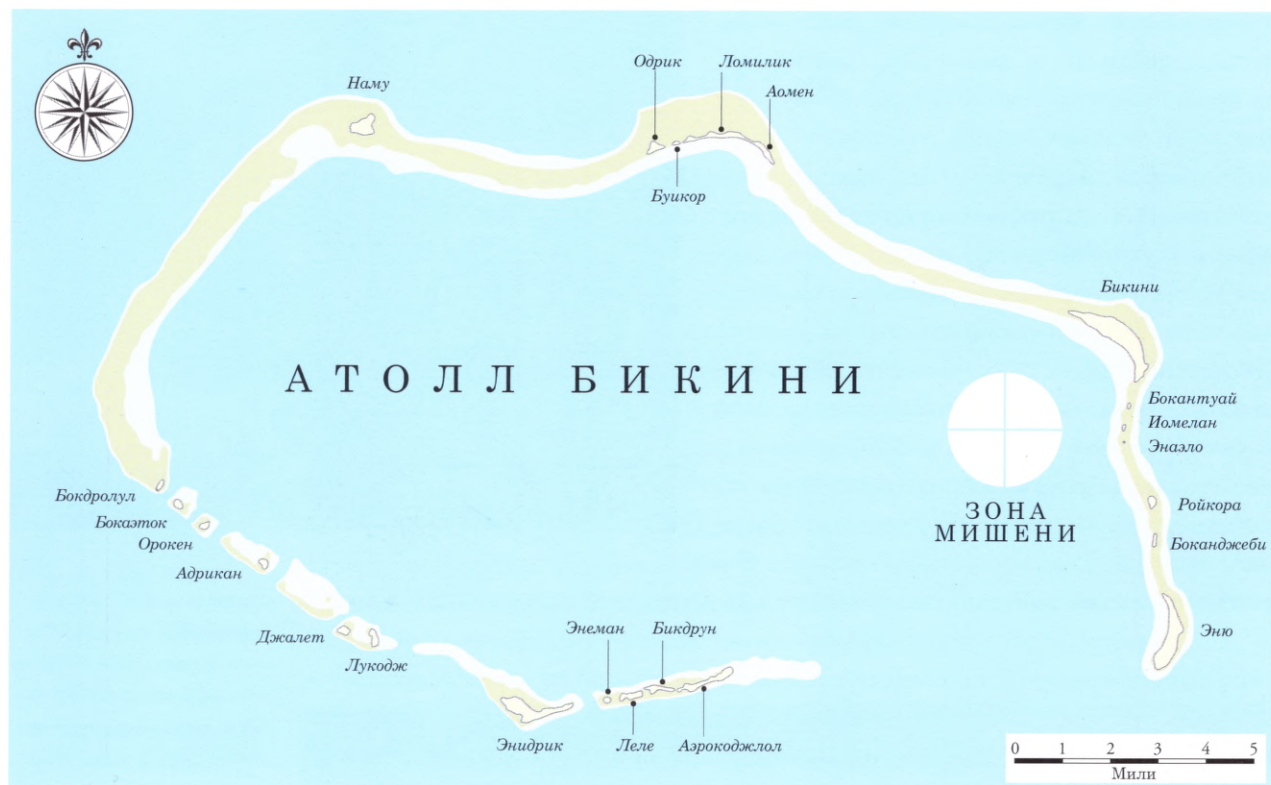 Одрик
Ломилик
Наму
Аомен
Буикор
Бикини
АТОЛЛ БИКИНИ
Бокантуай
Иомелан
Энаэло
Бокдролул
Ройкора
ЗОНА
МИШЕНИ
Бокаэток
Орокен
Боканджеби
Адрикан
Джалет
Энеман
Бикдрун
Эню
Лукодж
Энидрик
Леле
Аэрокоджлол
0 1 2 3 4 5
Мили